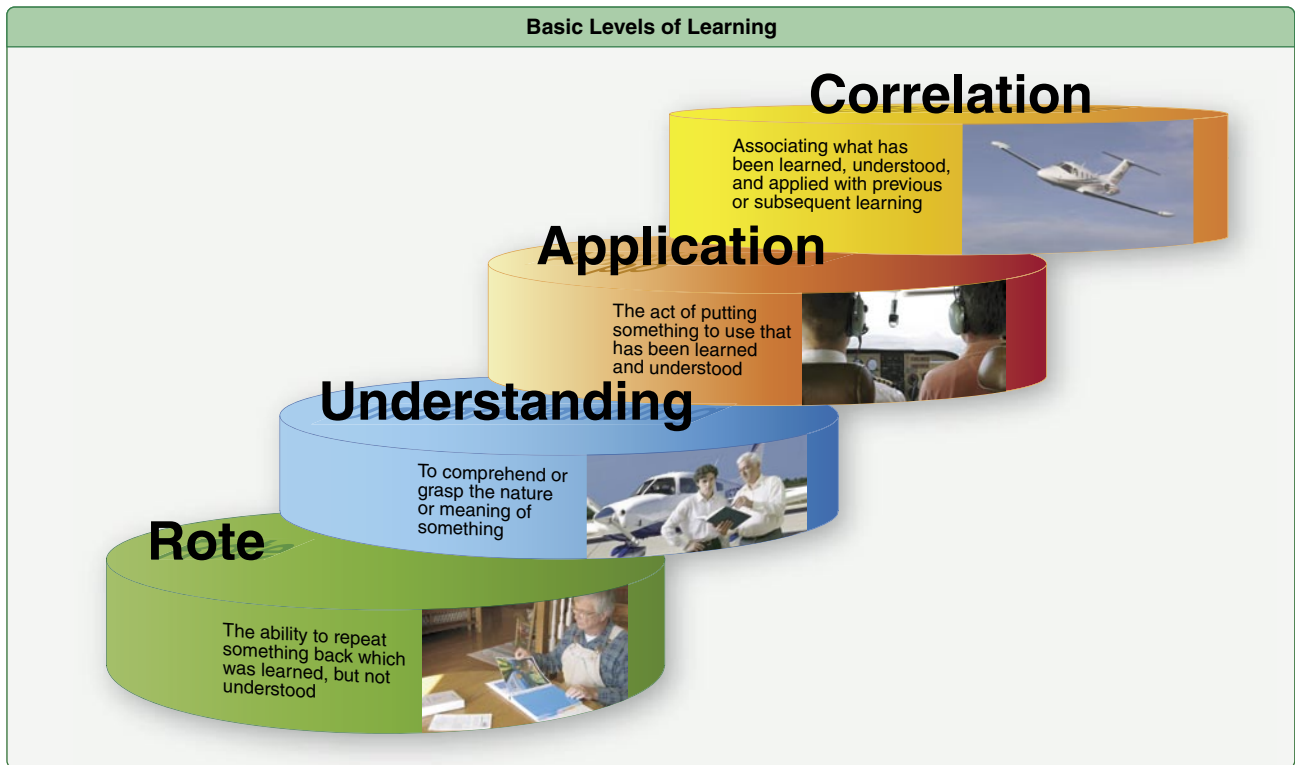 Basic Levels of Learning
Correlation
Associating what has
been learned, understood,
and applied with previous
or subsequent learning
Application
The act of putting
something to use that
has been learned
and understood
Understanding
To comprehend or
grasp the nature
or meaning of
something
Rote
The ability to repeat
something back which
was learned, but not
understood